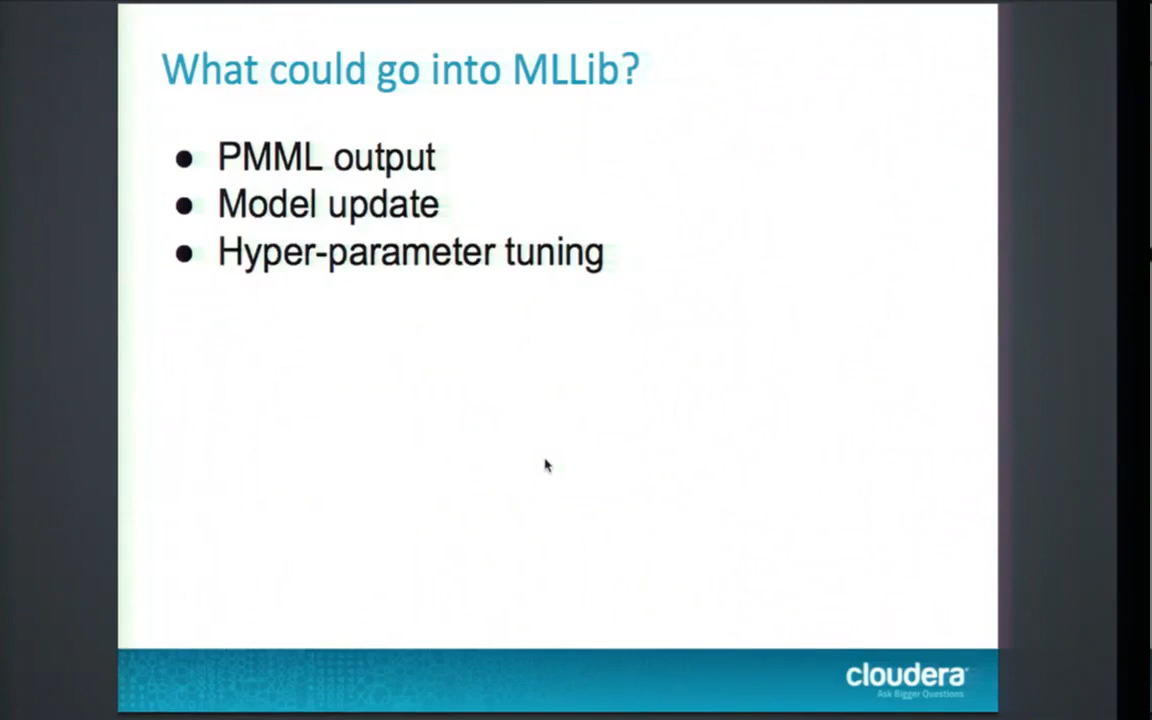 What could go into MLLib?
● PMML output
● Model update
● Hyper-parameter tuning
cloudera
Ask Bigger Questions